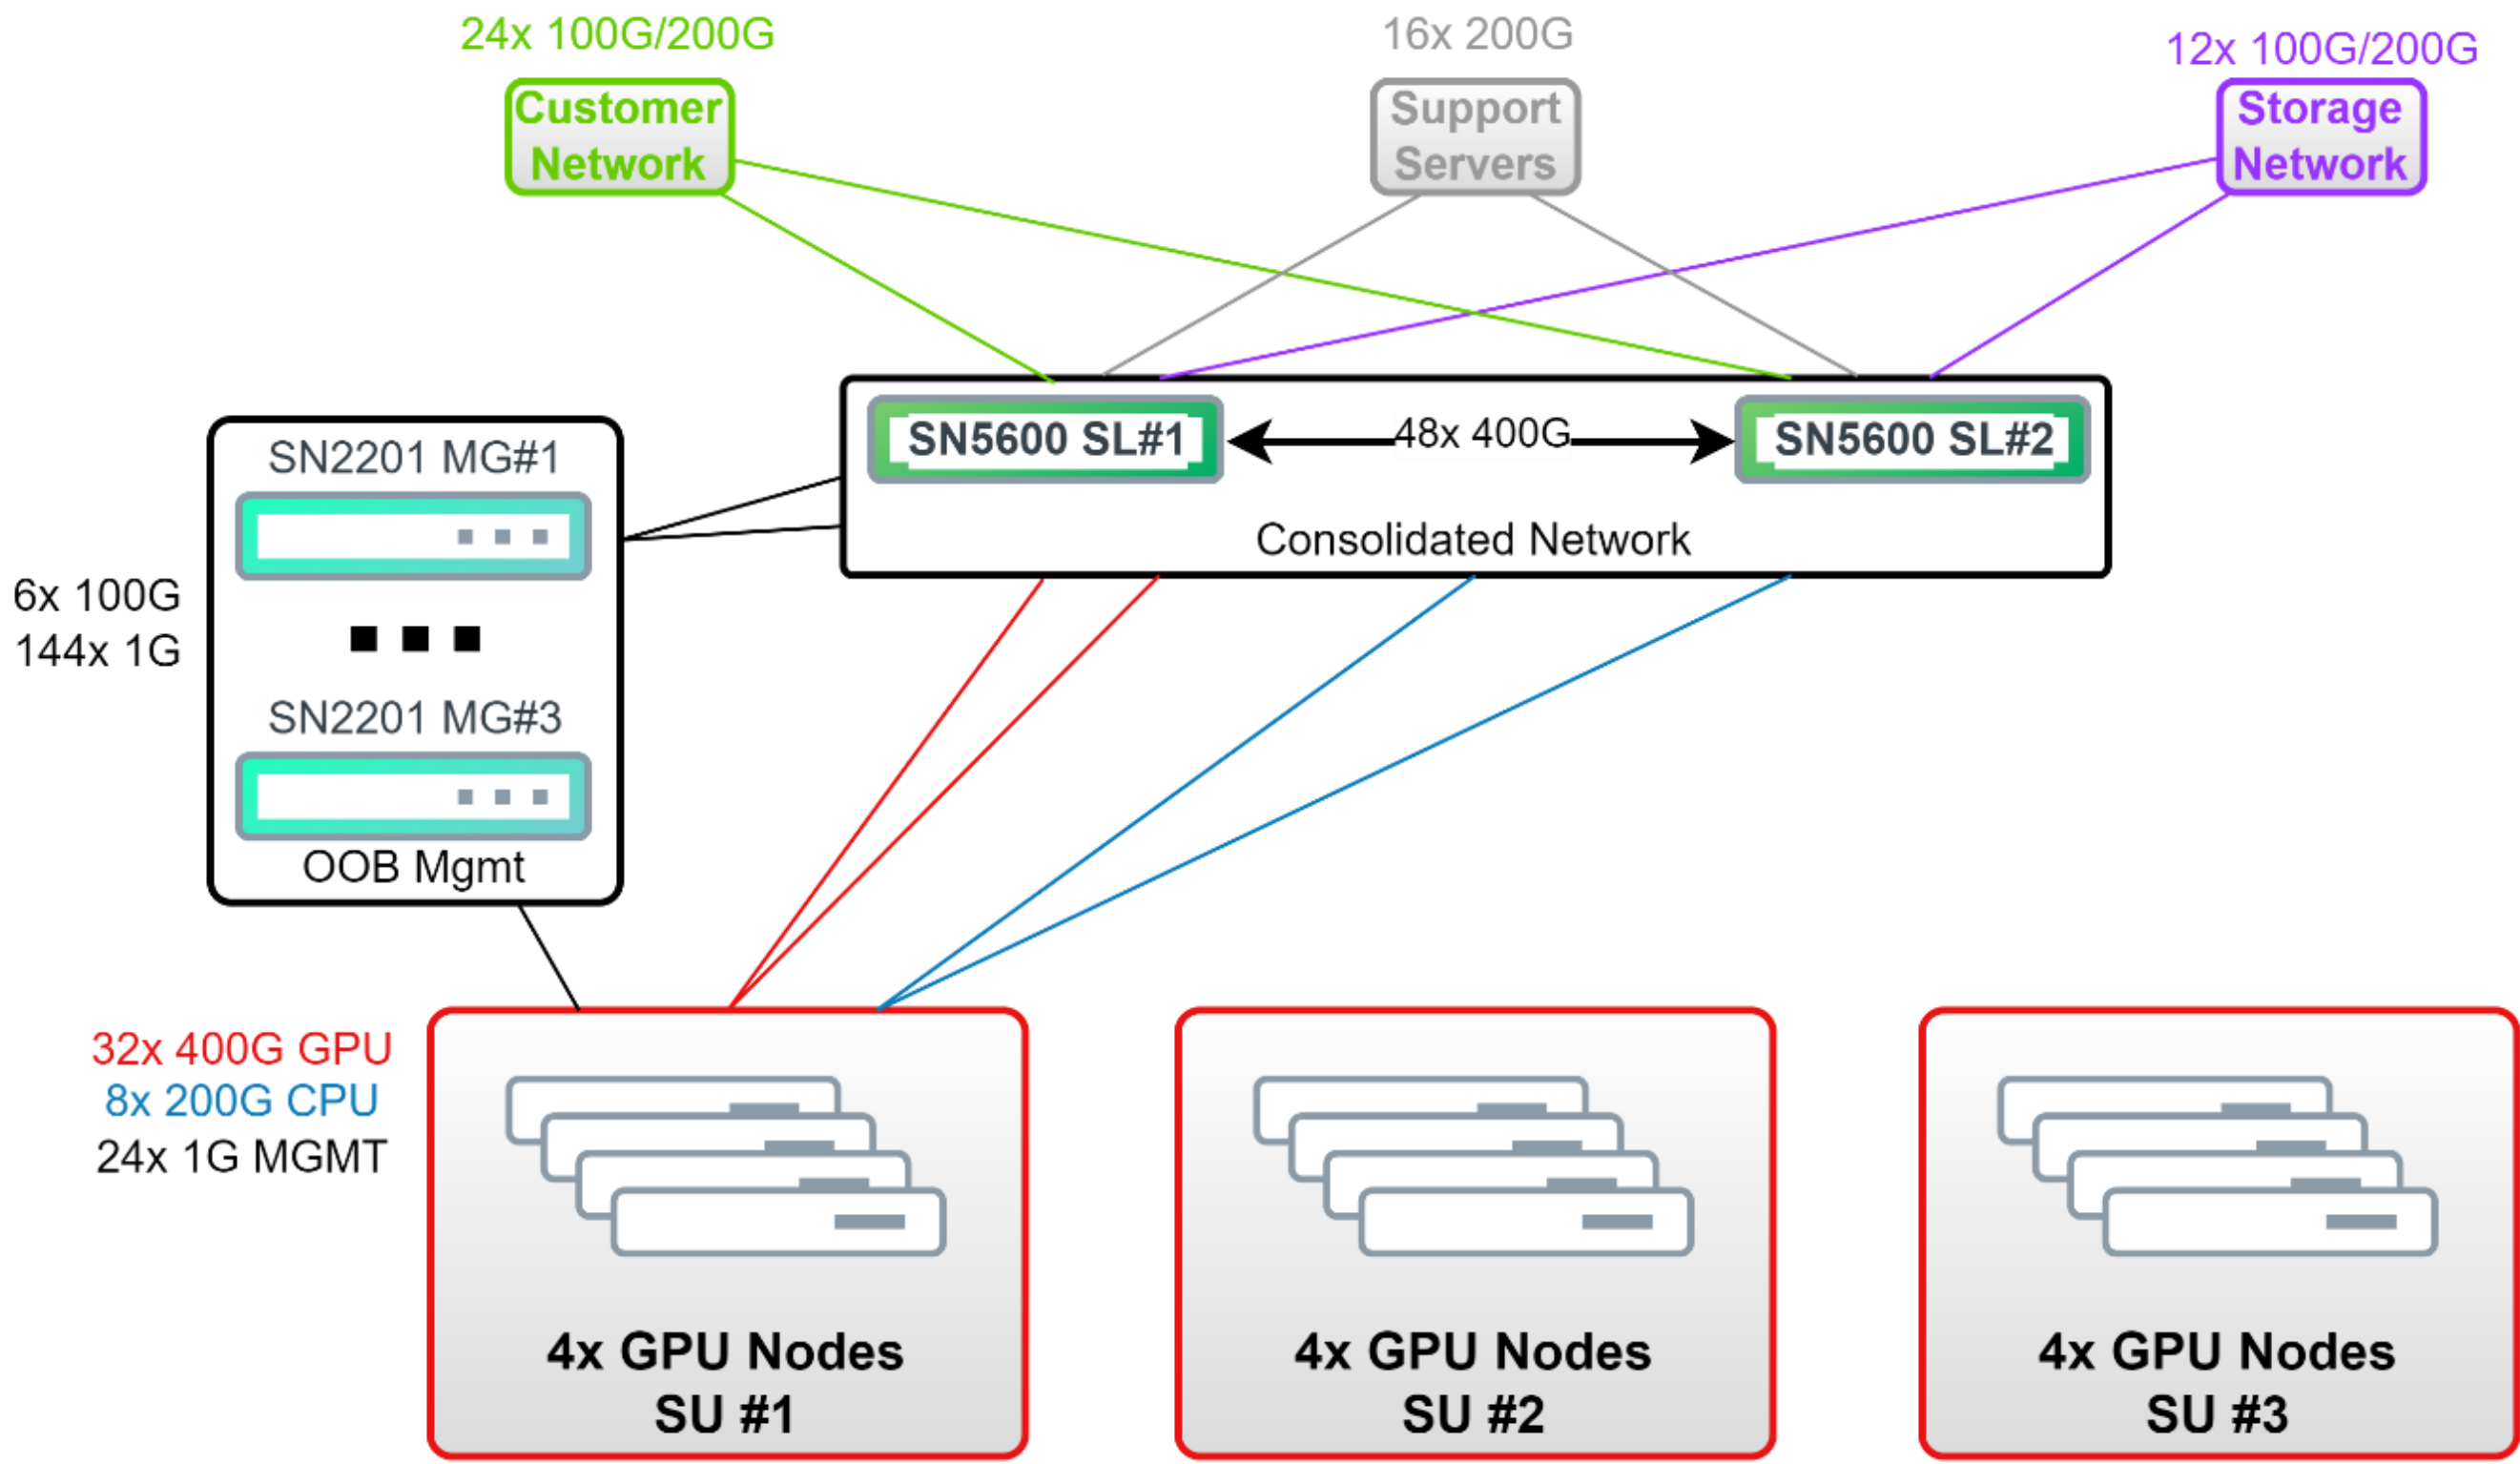 24x 100G/200G
Customer
Network
16x 200G
Support
Servers
12x 100G/200G
Storage
Network
SN5600 SL#1
48x 400G
SN5600 SL#2
Consolidated Network
SN2201 MG#1
6x 100G
144x 1G
SN2201 MG#3
OOB Mgmt
32x 400G GPU
8x 200G CPU
24x 1G MGMT
4x GPU Nodes
SU #1
4x GPU Nodes
SU #2
4x GPU Nodes
SU #3